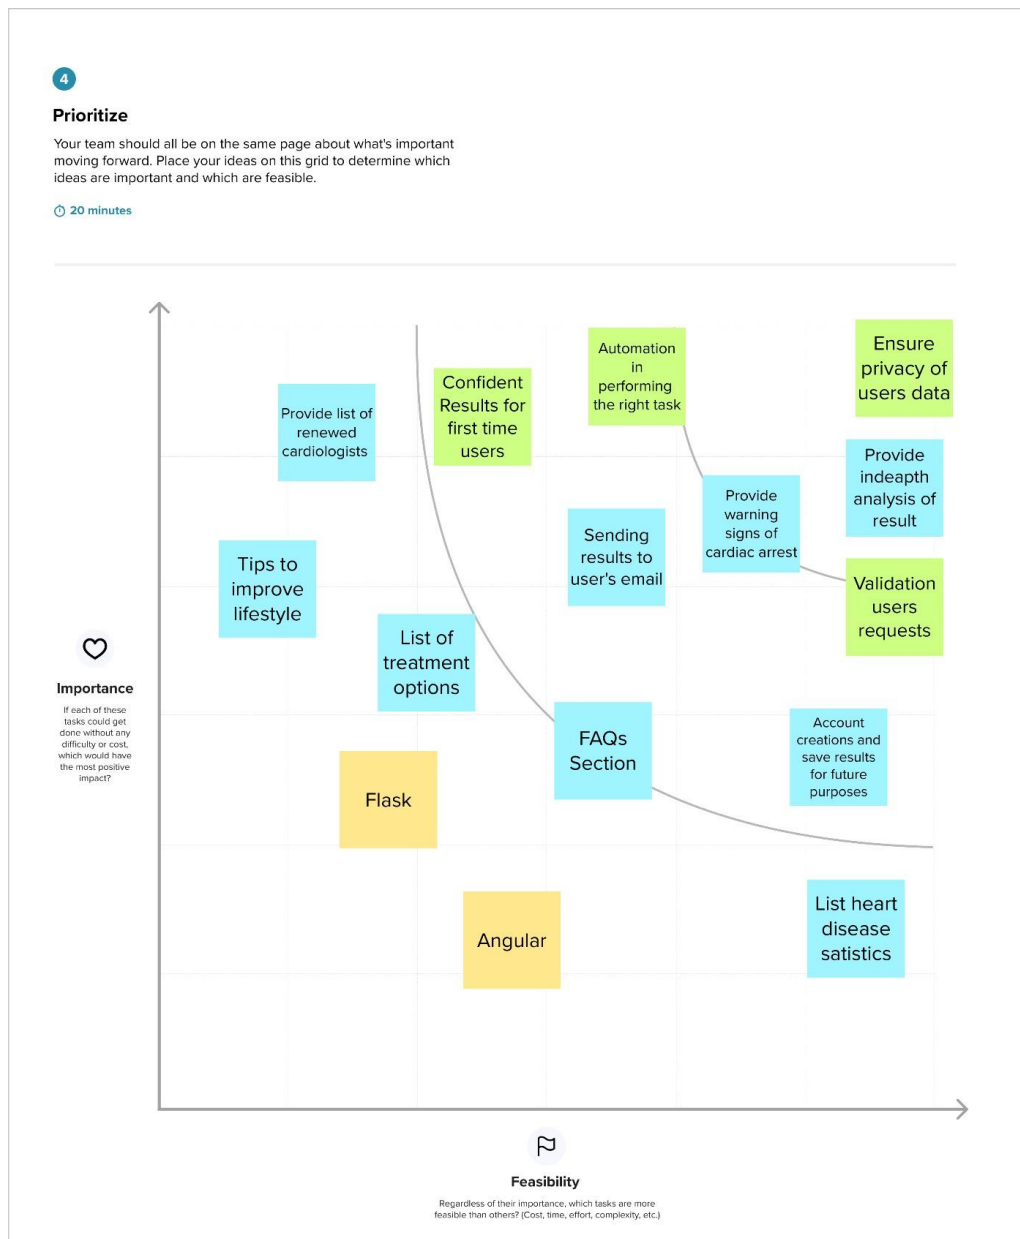 4
Prioritize
Your team should all be on the same page about what's important
moving forward. Place your ideas on this grid to determine which
ideas are important and which are feasible.
20 minutes
Ensure
privacy of
users data
Automation
in
performing
the right task
Confident
Results for
first time
users
Provide list of
renewed
cardiologists
Provide
indeapth
analysis of
result
Provide
warning
signs of
cardiac arrest
Sending
results to
user's email
Tips to
improve
lifestyle
Validation
users
requests
List of
treatment
options
FAQs
Section
Account
creations and
save results
for future
purposes
Flask
Angular
List heart
disease
satistics
Importance
If each of these
tasks could get
done without any
difficulty or cost,
which would have
the most positive
impact?
Feasibility
Regardless of their importance, which tasks are more
feasible than others? (Cost, time, effort, complexity, etc.)